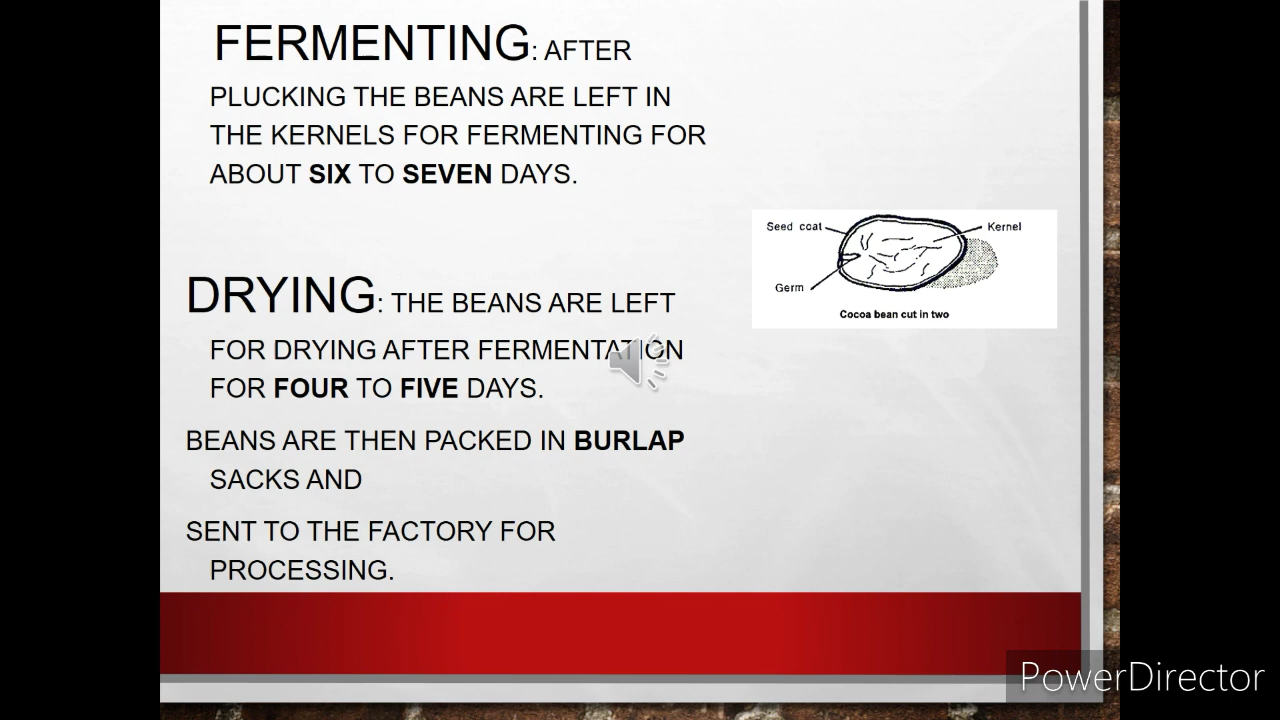 FERMENTING: AFTER
PLUCKING THE BEANS ARE LEFT IN
THE KERNELS FOR FERMENTING FOR
ABOUT SIX TO SEVEN DAYS.
DRYING: THE BEANS ARE LEFT
FOR DRYING AFTER FERMENTATION
FOR FOUR TO FIVE DAYS.
BEANS ARE THEN PACKED IN BURLAP
SACKS AND
SENT TO THE FACTORY FOR
PROCESSING.
Seed coat
Kernel
Germ
Cocoa bean cut in two
PowerDirector